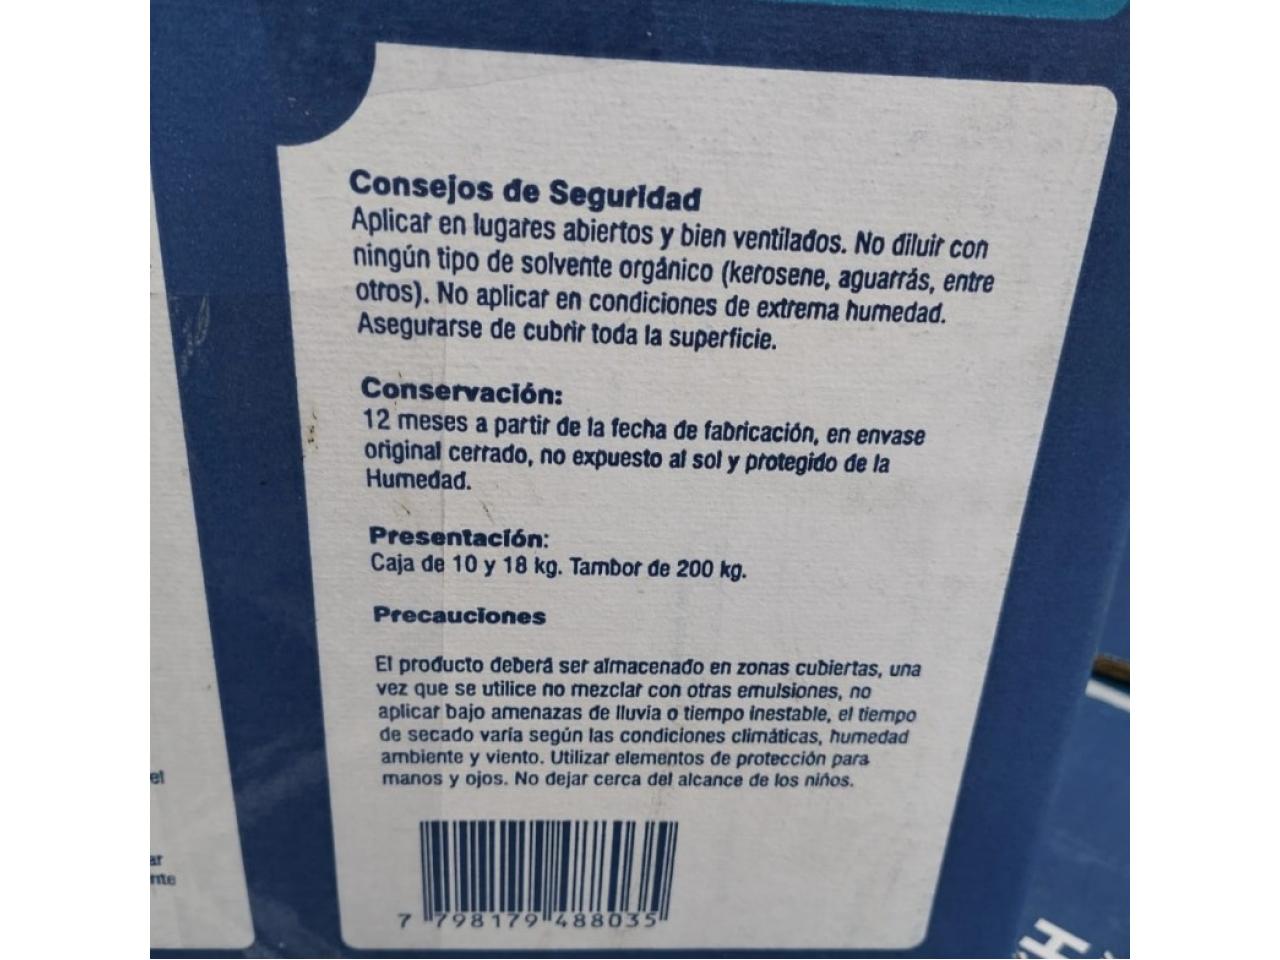 Consejos de Seguridad
Aplicar en lugares abiertos y bien ventilados. No diluir con
ningún tipo de solvente orgánico (kerosene, aguarrás, entre
otros). No aplicar en condiciones de extrema humedad.
Asegurarse de cubrir toda la superficie.
Conservación:
12 meses a partir de la fecha de fabricación, en envase
original cerrado, no expuesto al sol y protegido de la
Humedad.
Presentación:
Caja de 10 y 18 kg. Tambor de 200 kg.
Precauciones
El producto deberá ser almacenado en zonas cubiertas, una
vez que se utilice no mezclar con otras emulsiones, no
aplicar bajo amenazas de lluvia o tiempo inestable, el tiempo
de secado varía según las condiciones climáticas, humedad
ambiente y viento. Utilizar elementos de protección para
manos y ojos. No dejar cerca del alcance de los niños.
7 798179 488035